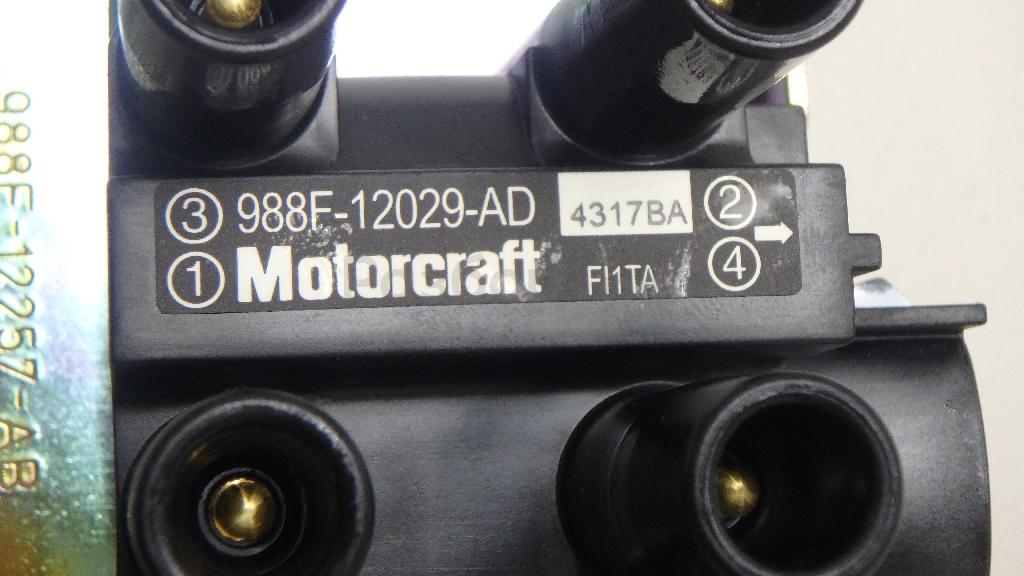 ③ 988F-12029-AD 4317BA ②
① Motorcraft FI1TA ④
988F-12257-AB